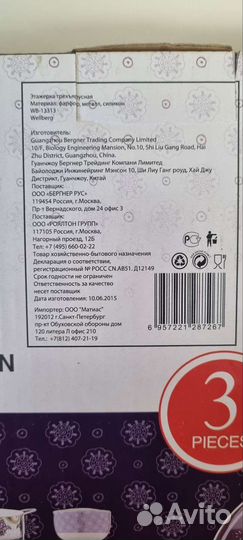 Этажерка трехъярусная
Материал: фарфор, металл, силикон
WB-13313
Wellberg
Изготовитель:
Guangzhou Bergner Trading Company Limited
10/F, Biology Engineering Mansion, No.10, Shi Liu Gang Road, Hai
Zhu District, Guangzhou, China.
Гуанчжоу Бергнер Трейдинг Компани Лимитед
Байолоджи Инжинейринг Мэнсон 10, Ши Лиу Ганг роуд, Хай Джу
Дистрикт, Гуанчжоу, Китай
Поставщик:
ООО «БЕРГНЕР РУС»
119454 Россия, г.Москва
Пр-т Вернадского, дом 24 офис 3
Поставщик:
ООО «РОЯЛТОН ГРУПП»
117105 Россия, г.Москва
Нагорный проезд, 12Б
Тел: +7 (495) 660-02-22
Товар хозяйственно-бытового назначения
Декларация о соответствии,
регистрационный № РОСС CN.АВ51. Д12149
Срок годности не ограничен
Ответственность за качество
несет поставщик
Дата изготовления: 10.06.2015
Импортер: ООО "Матиас"
192012 г.Санкт-Петербург
пр-кт Обуховской обороны дом
120 литера Л офис 210
Тел: +7(812) 407-21-19
6 957221 287267
N
3
PIECES
Avito